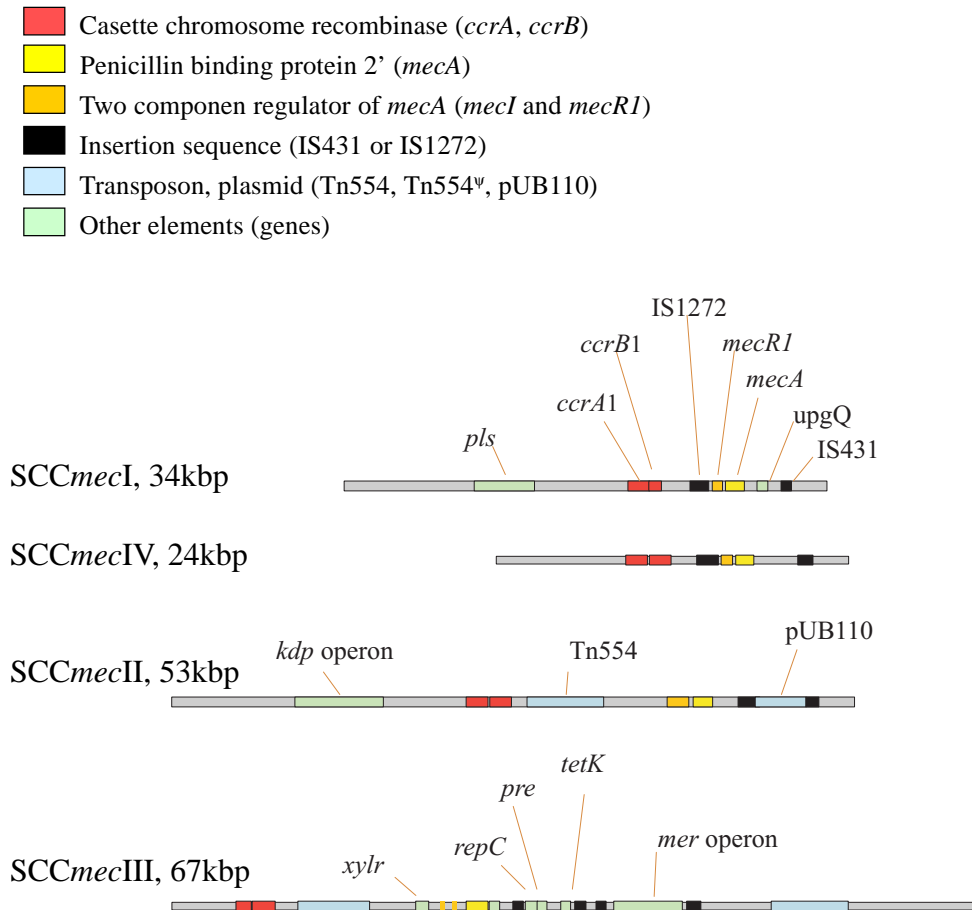 Casette chromosome recombinase (ccrA, ccrB)
Penicillin binding protein 2’ (mecA)
Two componen regulator of mecA (mecI and mecR1)
Insertion sequence (IS431 or IS1272)
Transposon, plasmid (Tn554, Tn554ᴪ, pUB110)
Other elements (genes)
IS1272
ccrB1
mecR1
ccrA1
mecA
pls
upgQ
IS431
SCCmecI, 34kbp
SCCmecIV, 24kbp
kdp operon
Tn554
pUB110
SCCmecII, 53kbp
tetK
pre
repC
mer operon
xylr
SCCmecIII, 67kbp